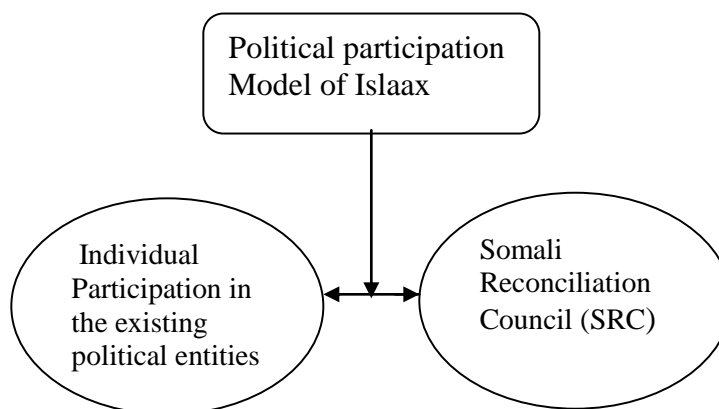 Political participation
Model of Islaax
Individual
Participation in
the existing
political entities
Somali
Reconciliation
Council (SRC)